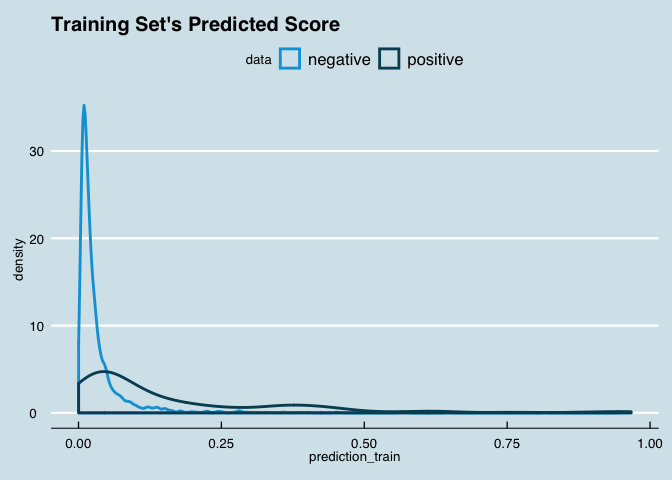 Training Set's Predicted Score
data negative positive
30
20
10
0
density
0.00 0.25 0.50 0.75 1.00
prediction_train